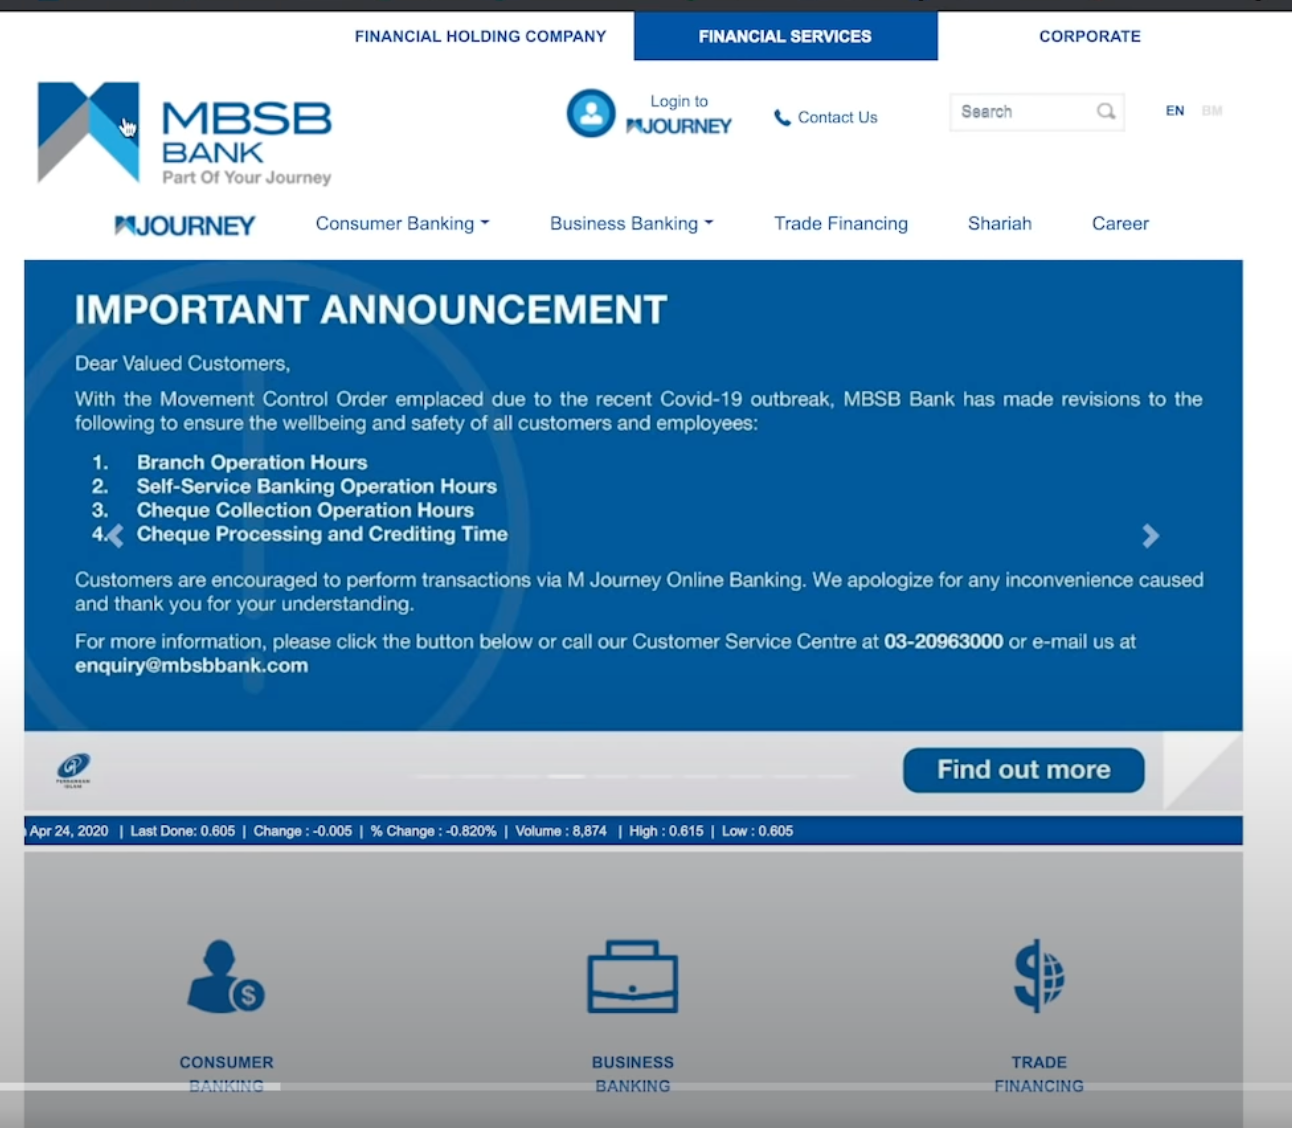 FINANCIAL HOLDING COMPANY
FINANCIAL SERVICES
CORPORATE
MBSB
BANK
Part Of Your Journey
Login to
JOURNEY
Contact Us
Search
EN BM
JOURNEY
Consumer Banking
Business Banking
Trade Financing
Shariah
Career
IMPORTANT ANNOUNCEMENT
Dear Valued Customers,
With the Movement Control Order emplaced due to the recent Covid-19 outbreak, MBSB Bank has made revisions to the
following to ensure the wellbeing and safety of all customers and employees:
1. Branch Operation Hours
2. Self-Service Banking Operation Hours
3. Cheque Collection Operation Hours
4. Cheque Processing and Crediting Time
Customers are encouraged to perform transactions via M Journey Online Banking. We apologize for any inconvenience caused
and thank you for your understanding.
For more information, please click the button below or call our Customer Service Centre at 03-20963000 or e-mail us at
enquiry@mbsbbank.com
Find out more
Apr 24, 2020 | Last Done: 0.605 | Change : -0.005 | % Change : -0.820% | Volume : 8,874 | High : 0.615 | Low : 0.605
CONSUMER
BANKING
BUSINESS
BANKING
TRADE
FINANCING